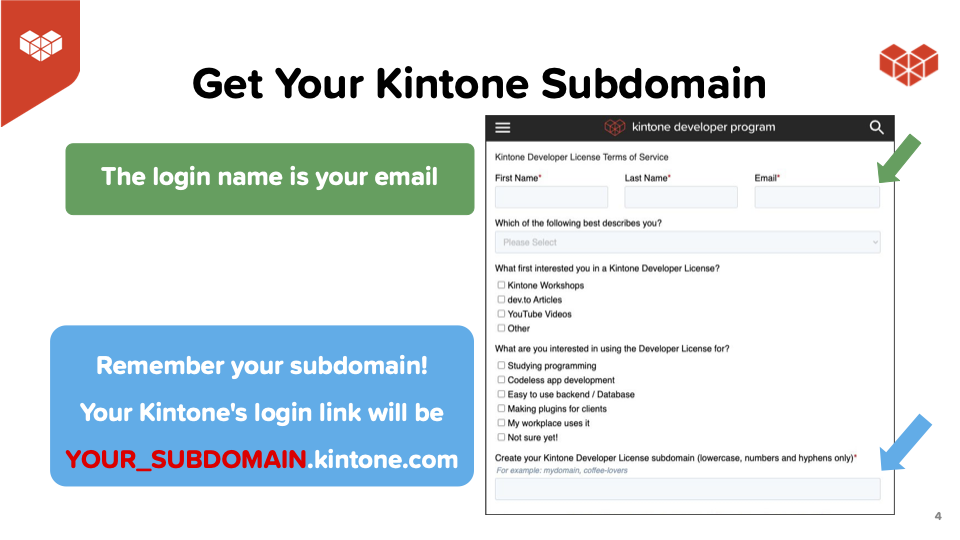 Get Your Kintone Subdomain
The login name is your email
Remember your subdomain!
Your Kintone's login link will be
YOUR_SUBDOMAIN.kintone.com
kintone developer program
Kintone Developer License Terms of Service
First Name* Last Name* Email*
Which of the following best describes you?
Please Select
What first interested you in a Kintone Developer License?
Kintone Workshops
dev.to Articles
YouTube Videos
Other
What are you interested in using the Developer License for?
Studying programming
Codeless app development
Easy to use backend / Database
Making plugins for clients
My workplace uses it
Not sure yet!
Create your Kintone Developer License subdomain (lowercase, numbers and hyphens only)*
For example: mydomain, coffee-lovers
4